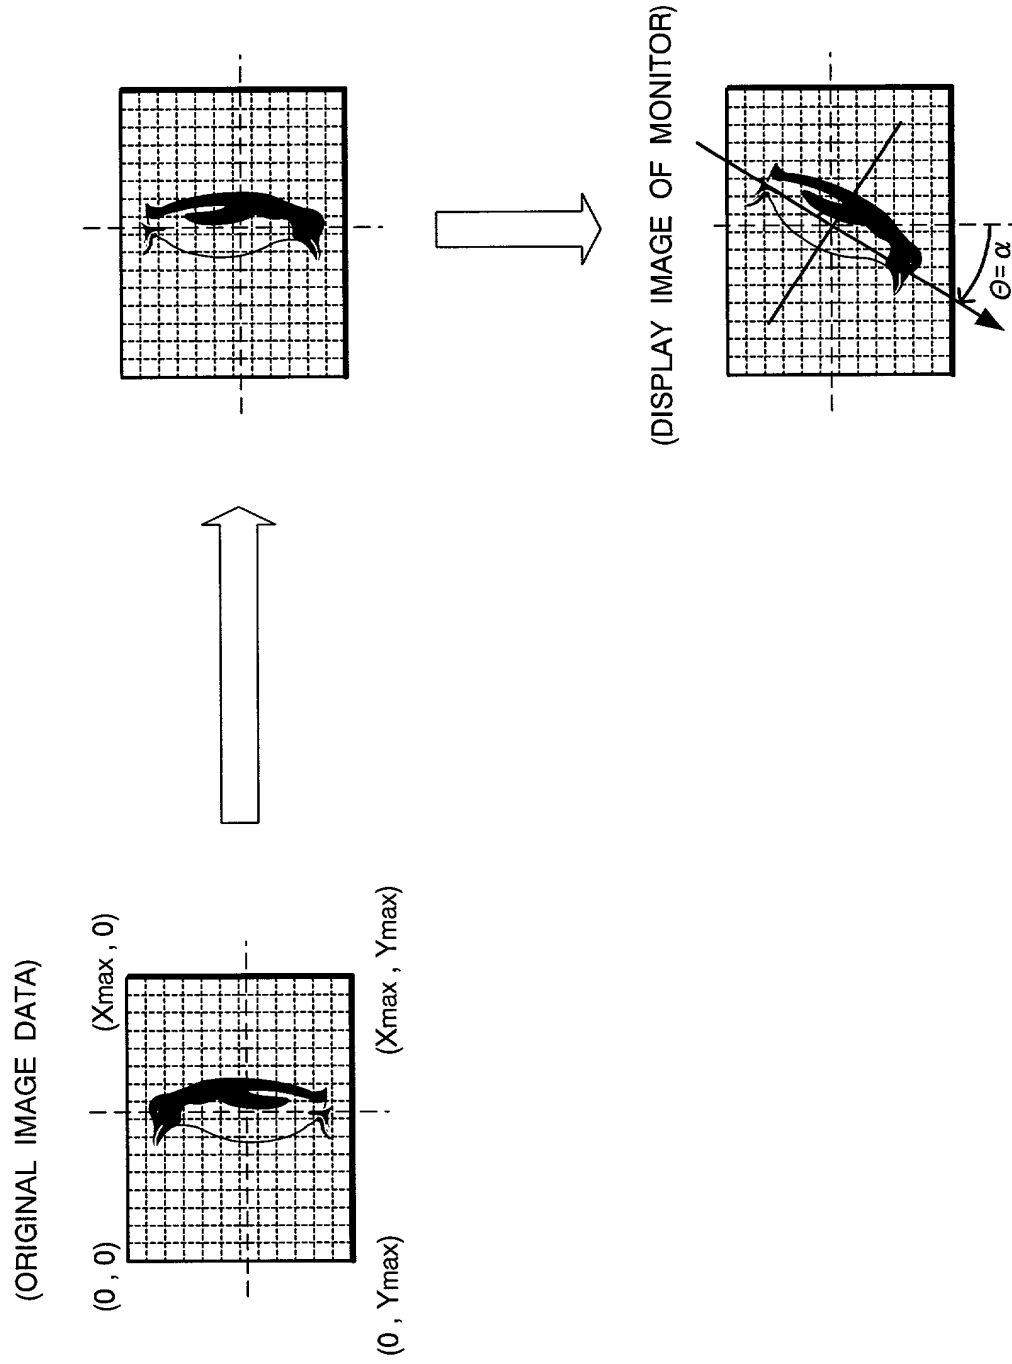 (ORIGINAL IMAGE DATA)
(0 , 0)
(Xmax , 0)
(0 , Ymax)
(Xmax , Ymax)
(DISPLAY IMAGE OF MONITOR)
Θ=α